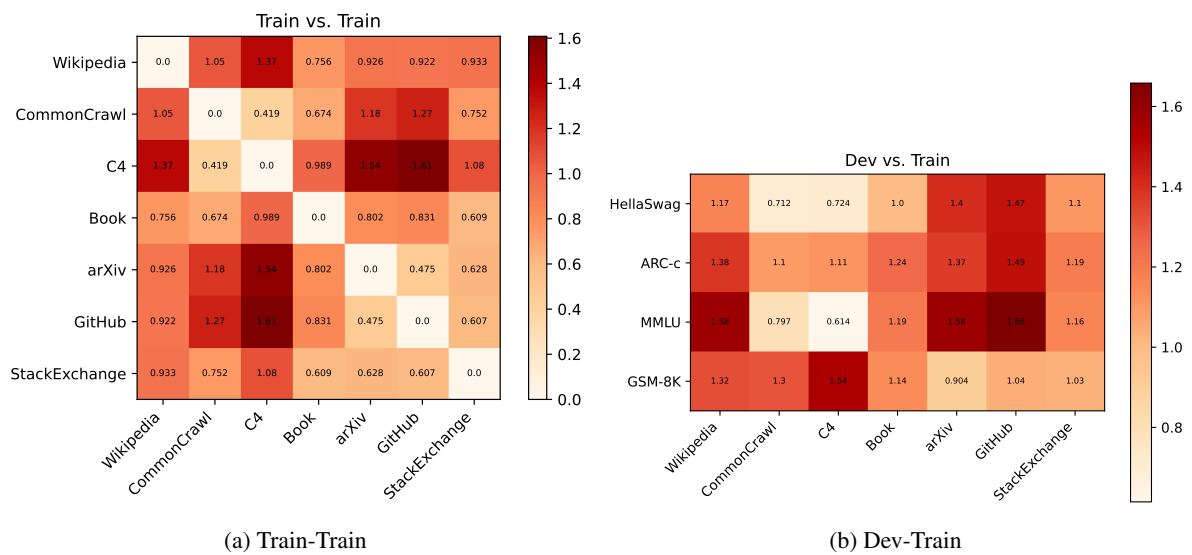 Train vs. Train
Wikipedia 0.0 1.05 1.37 0.756 0.926 0.922 0.933
CommonCrawl 1.05 0.0 0.419 0.674 1.18 1.27 0.752
C4 1.37 0.419 0.0 0.989 1.54 1.61 1.08
Book 0.756 0.674 0.989 0.0 0.802 0.831 0.609
arXiv 0.926 1.18 1.54 0.802 0.0 0.475 0.628
GitHub 0.922 1.27 1.61 0.831 0.475 0.0 0.607
StackExchange 0.933 0.752 1.08 0.609 0.628 0.607 0.0
Wikipedia CommonCrawl C4 Book arXiv GitHub StackExchange
1.6
1.4
1.2
1.0
0.8
0.6
0.4
0.2
0.0
(a) Train-Train
Dev vs. Train
HellaSwag 1.17 0.712 0.724 1.0 1.4 1.47 1.1
ARC-c 1.38 1.1 1.11 1.24 1.37 1.49 1.19
MMLU 1.58 0.797 0.614 1.19 1.58 1.66 1.16
GSM-8K 1.32 1.3 1.54 1.14 0.904 1.04 1.03
Wikipedia CommonCrawl C4 Book arXiv GitHub StackExchange
1.6
1.4
1.2
1.0
0.8
(b) Dev-Train